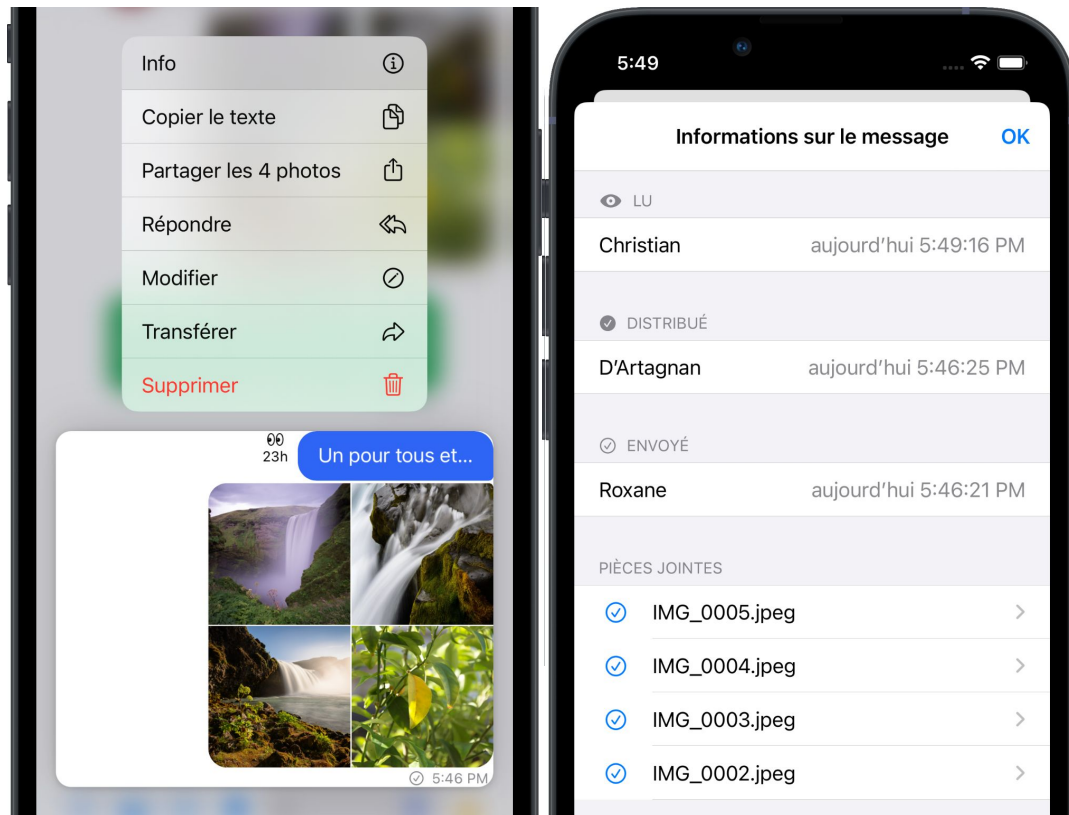 Info
Copier le texte
Partager les 4 photos
Répondre
Modifier
Transférer
Supprimer
23h
Un pour tous et...
5:46 PM
5:49
Informations sur le message
OK
LU
Christian
aujourd’hui 5:49:16 PM
DISTRIBUÉ
D’Artagnan
aujourd’hui 5:46:25 PM
ENVOYÉ
Roxane
aujourd’hui 5:46:21 PM
PIÈCES JOINTES
IMG_0005.jpeg
IMG_0004.jpeg
IMG_0003.jpeg
IMG_0002.jpeg